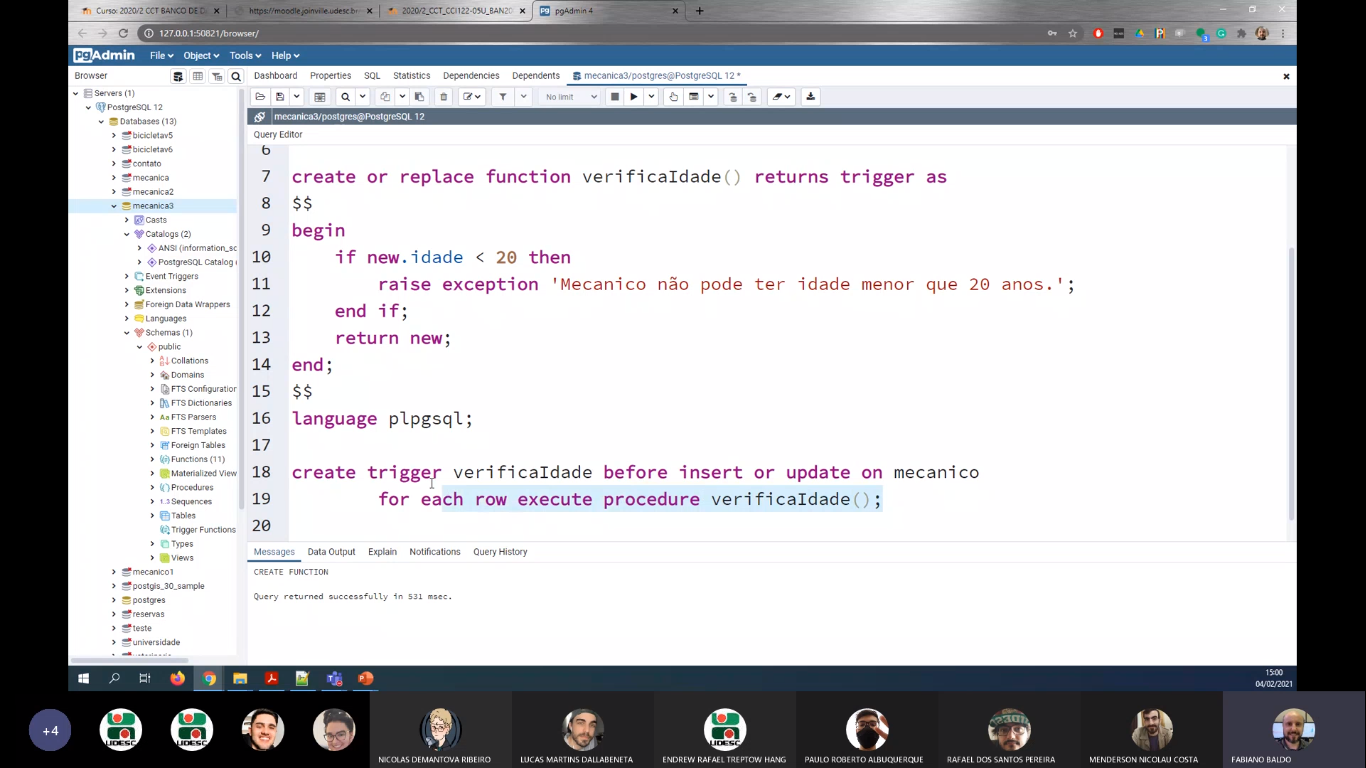 Curso: 2020/2 CCT BANCO DE D
https://moodle.joinville.udesc.br
2020/2_CCT_CCI122-05U_BAN20
pgAdmin 4
127.0.0.1:50821/browser/
pgAdmin File Object Tools Help
Browser
Dashboard Properties SQL Statistics Dependencies Dependents mecanica3/postgres@PostgreSQL 12 *
No limit
mecanica3/postgres@PostgreSQL 12
Query Editor
Servers (1)
PostgreSQL 12
Databases (13)
bicicletav5
bicicletav6
contato
mecanica
mecanica2
mecanica3
Casts
Catalogs (2)
ANSI (information_sc
PostgreSQL Catalog (
Event Triggers
Extensions
Foreign Data Wrappers
Languages
Schemas (1)
public
Collations
Domains
FTS Configuration
FTS Dictionaries
FTS Parsers
FTS Templates
Foreign Tables
Functions (11)
Materialized View
Procedures
Sequences
Tables
Trigger Functions
Types
Views
mecanico1
postgis_30_sample
postgres
reservas
teste
universidade
6
7 create or replace function verificaIdade() returns trigger as
8 $$
9 begin
10 if new.idade < 20 then
11 raise exception 'Mecanico não pode ter idade menor que 20 anos.';
12 end if;
13 return new;
14 end;
15 $$
16 language plpgsql;
17
18 create trigger verificaIdade before insert or update on mecanico
19 for each row execute procedure verificaIdade();
20
Messages Data Output Explain Notifications Query History
CREATE FUNCTION
Query returned successfully in 531 msec.
15:00
04/02/2021
+4
UDESC
UDESC
UDESC
NICOLAS DEMANTOVA RIBEIRO
LUCAS MARTINS DALLABENETA
ENDREW RAFAEL TREPTOW HANG
PAULO ROBERTO ALBUQUERQUE
RAFAEL DOS SANTOS PEREIRA
MENDERSON NICOLAU COSTA
FABIANO BALDO